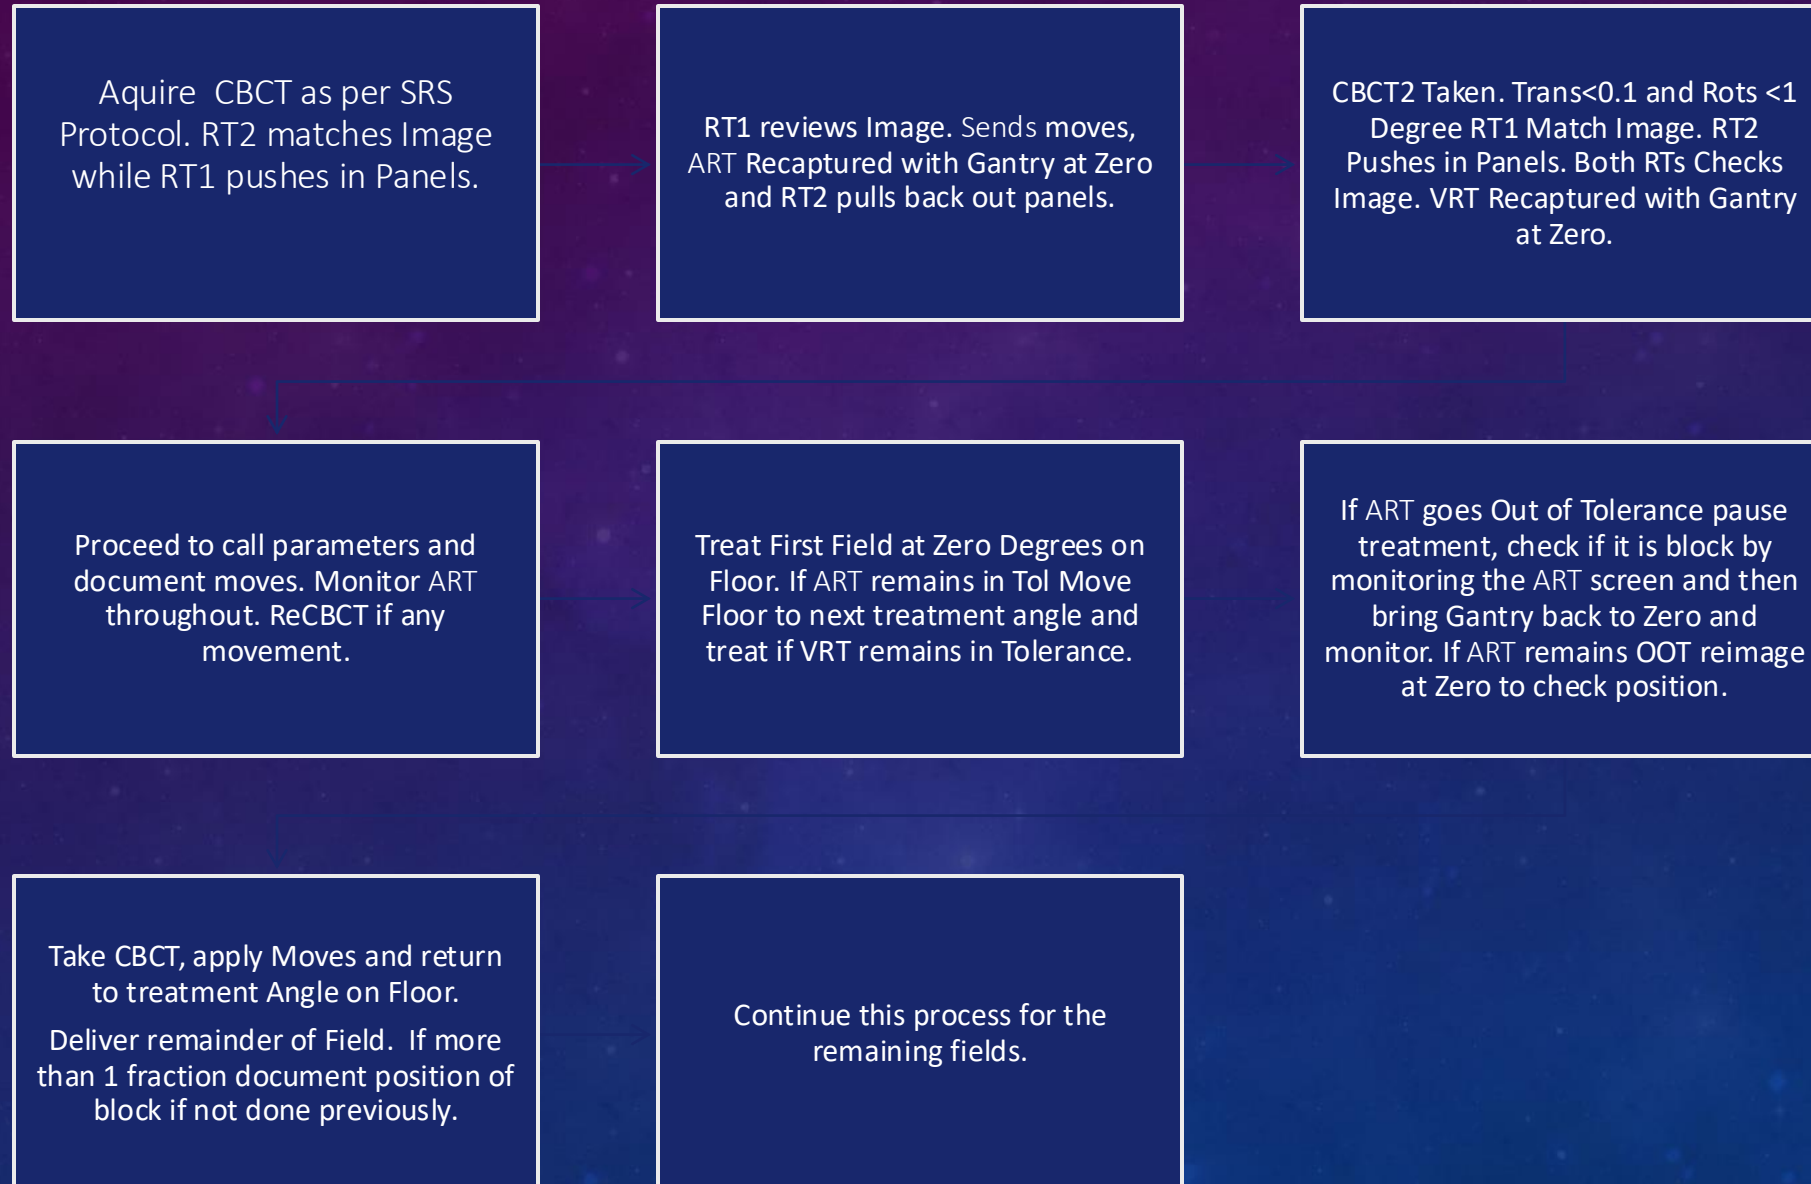 Aquire CBCT as per SRS
Protocol. RT2 matches Image
while RT1 pushes in Panels.
RT1 reviews Image. Sends moves,
ART Recaptured with Gantry at Zero
and RT2 pulls back out panels.
CBCT2 Taken. Trans<0.1 and Rots <1
Degree RT1 Match Image. RT2
Pushes in Panels. Both RTs Checks
Image. VRT Recaptured with Gantry
at Zero.
Proceed to call parameters and
document moves. Monitor ART
throughout. ReCBCT if any
movement.
Treat First Field at Zero Degrees on
Floor. If ART remains in Tol Move
Floor to next treatment angle and
treat if VRT remains in Tolerance.
If ART goes Out of Tolerance pause
treatment, check if it is block by
monitoring the ART screen and then
bring Gantry back to Zero and
monitor. If ART remains OOT reimage
at Zero to check position.
Take CBCT, apply Moves and return
to treatment Angle on Floor.
Deliver remainder of Field. If more
than 1 fraction document position of
block if not done previously.
Continue this process for the
remaining fields.